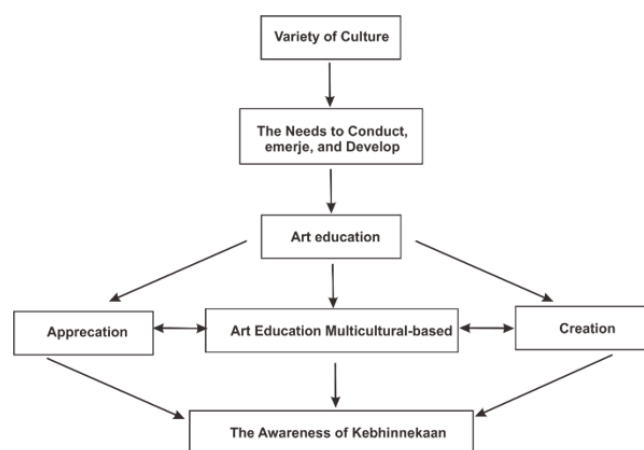 Variety of Culture
The Needs to Conduct,
emerje, and Develop
Art education
Apprecation
Art Education Multicultural-based
Creation
The Awareness of Kebhinnekaan